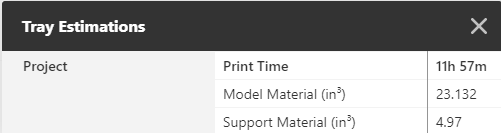 Tray Estimations
Project Print Time 11h 57m
Model Material (in³) 23.132
Support Material (in³) 4.97